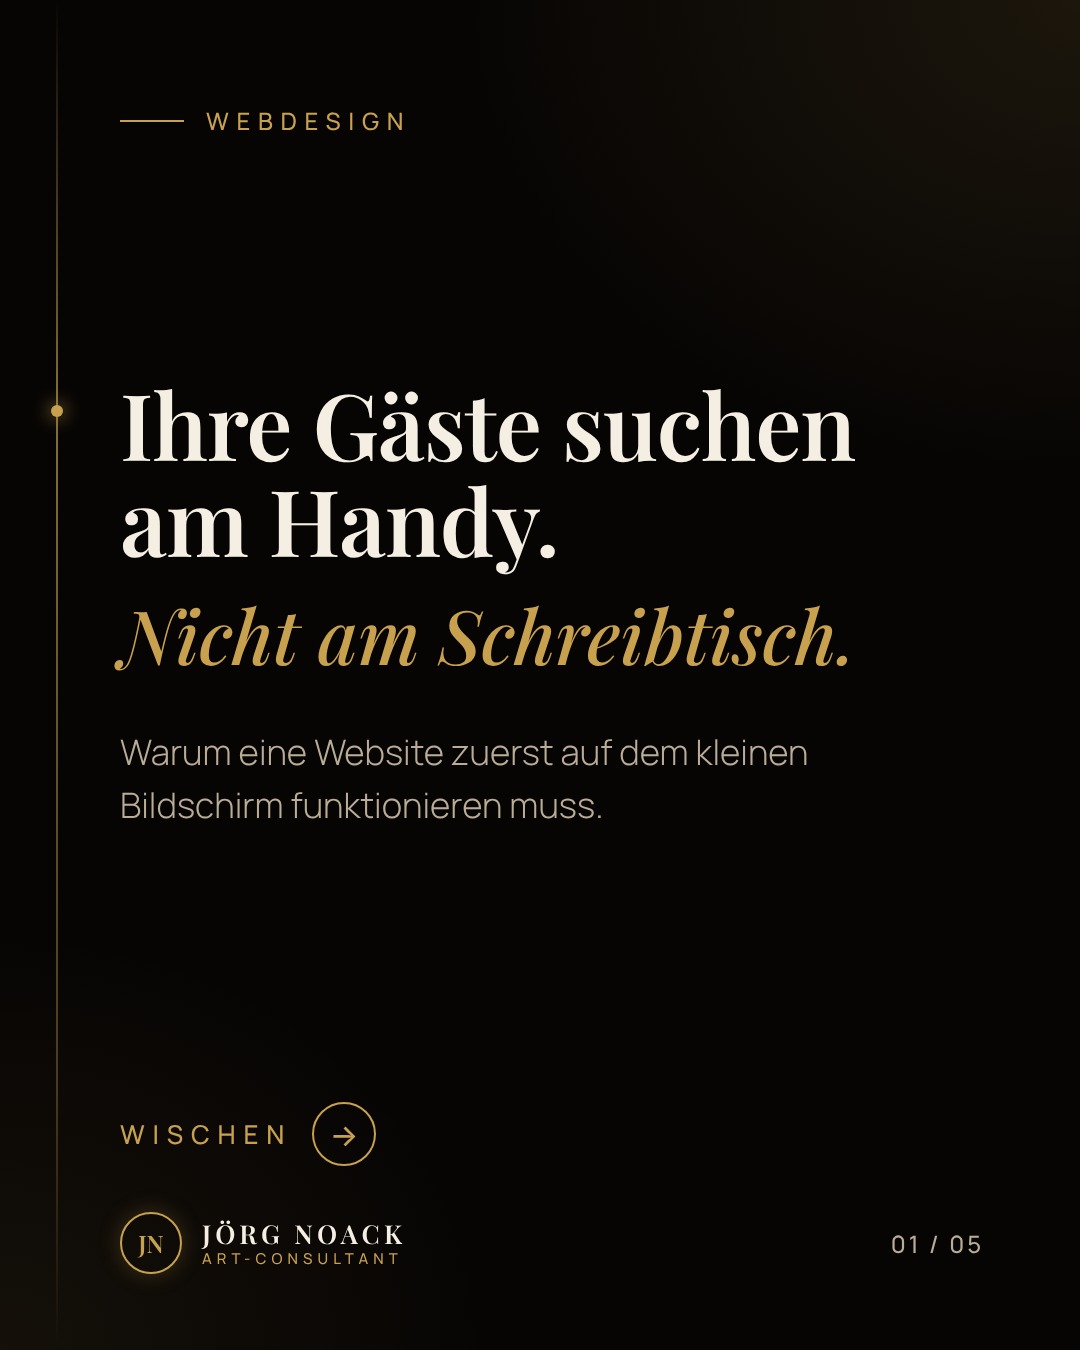 WEBDESIGN
Ihre Gäste suchen
am Handy.
Nicht am Schreibtisch.
Warum eine Website zuerst auf dem kleinen
Bildschirm funktionieren muss.
WISCHEN →
JN
JÖRG NOACK
ART-CONSULTANT
01 / 05